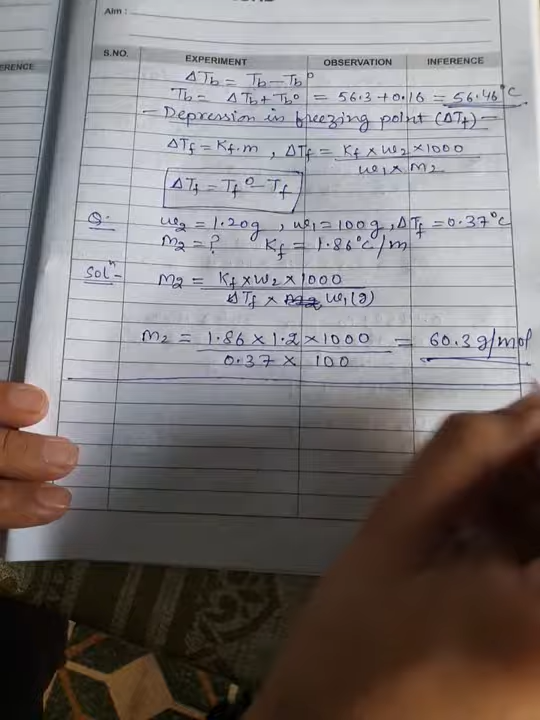 Aim :
ERENCE
S.NO. EXPERIMENT OBSERVATION INFERENCE
ΔTb = Tb – Tb°
Tb = ΔTb + Tb° = 56.3 + 0.16 = 56.46°C.
– Depression in freezing point (ΔTf) –
ΔTf = Kf.m , ΔTf = Kf × w2 × 1000
w1 × M2
ΔTf = Tf° – Tf
Q. w2 = 1.20g , w1 = 100g , ΔTf = 0.37°C
M2 = ? Kf = 1.86°C/m
Solⁿ – M2 = Kf × w2 × 1000
ΔTf × w1(g)
M2 = 1.86 × 1.2 × 1000 = 60.3 g/mol
0.37 × 100